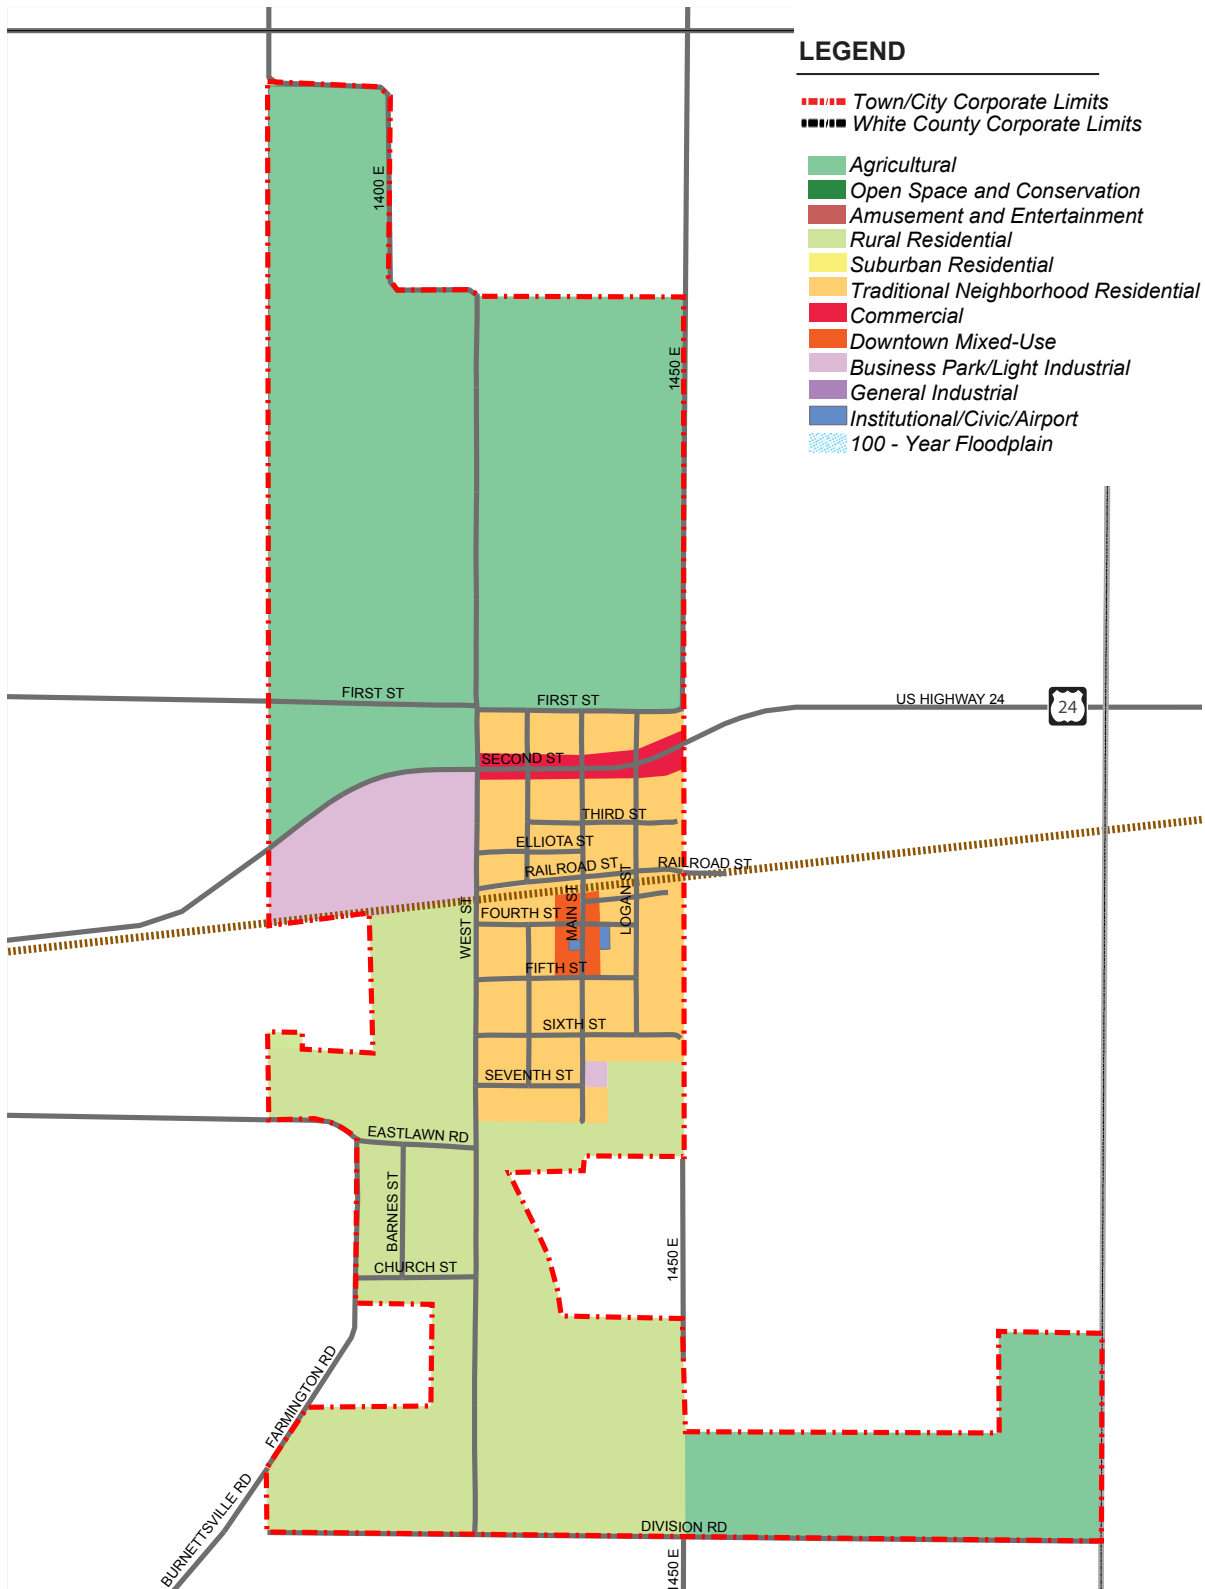 LEGEND
Town/City Corporate Limits
White County Corporate Limits
Agricultural
Open Space and Conservation
Amusement and Entertainment
Rural Residential
Suburban Residential
Traditional Neighborhood Residential
Commercial
Downtown Mixed-Use
Business Park/Light Industrial
General Industrial
Institutional/Civic/Airport
100 - Year Floodplain
1400 E
1450 E
FIRST ST
FIRST ST
US HIGHWAY 24
24
SECOND ST
THIRD ST
ELLIOTA ST
RAILROAD ST
RAILROAD ST
WEST ST
FOURTH ST
MAIN ST
LOGAN ST
FIFTH ST
SIXTH ST
SEVENTH ST
EASTLAWN RD
BARNES ST
CHURCH ST
1450 E
FARMINGTON RD
BURNETTSVILLE RD
DIVISION RD
1450 E